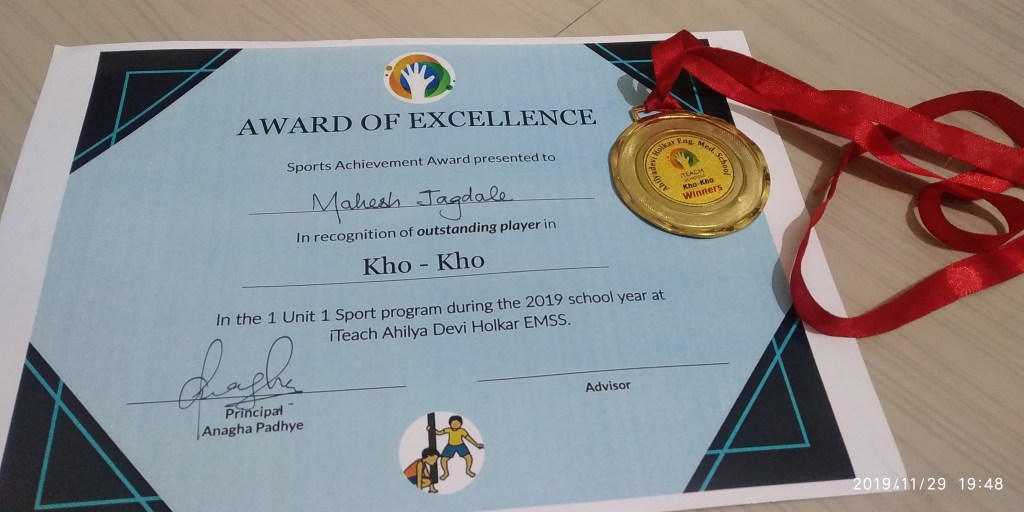 AWARD OF EXCELLENCE
Sports Achievement Award presented to
Mahesh Jagdale
In recognition of outstanding player in
Kho - Kho
In the 1 Unit 1 Sport program during the 2019 school year at
iTeach Ahilya Devi Holkar EMSS.
Anagha
Principal
Anagha Padhye
Advisor
Ahilyadevi Holkar Eng. Med. School
iTEACH
SCHOOLS
Kho-Kho
Winners
2019/11/29 19:48